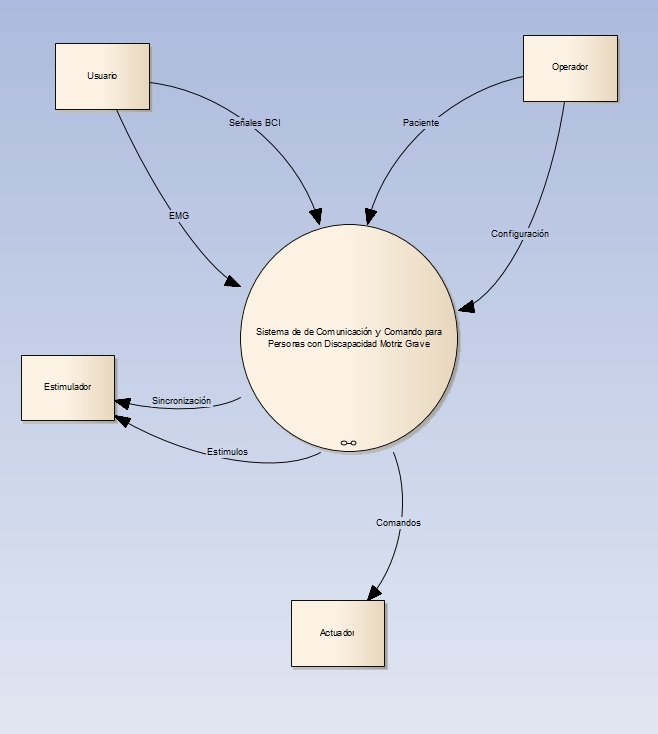 Usuario
Operador
Señales BCI
Paciente
EMG
Configuración
Sistema de de Comunicación y Comando para
Personas con Discapacidad Motriz Grave
Estimulador
Sincronización
Estimulos
Comandos
Actuador